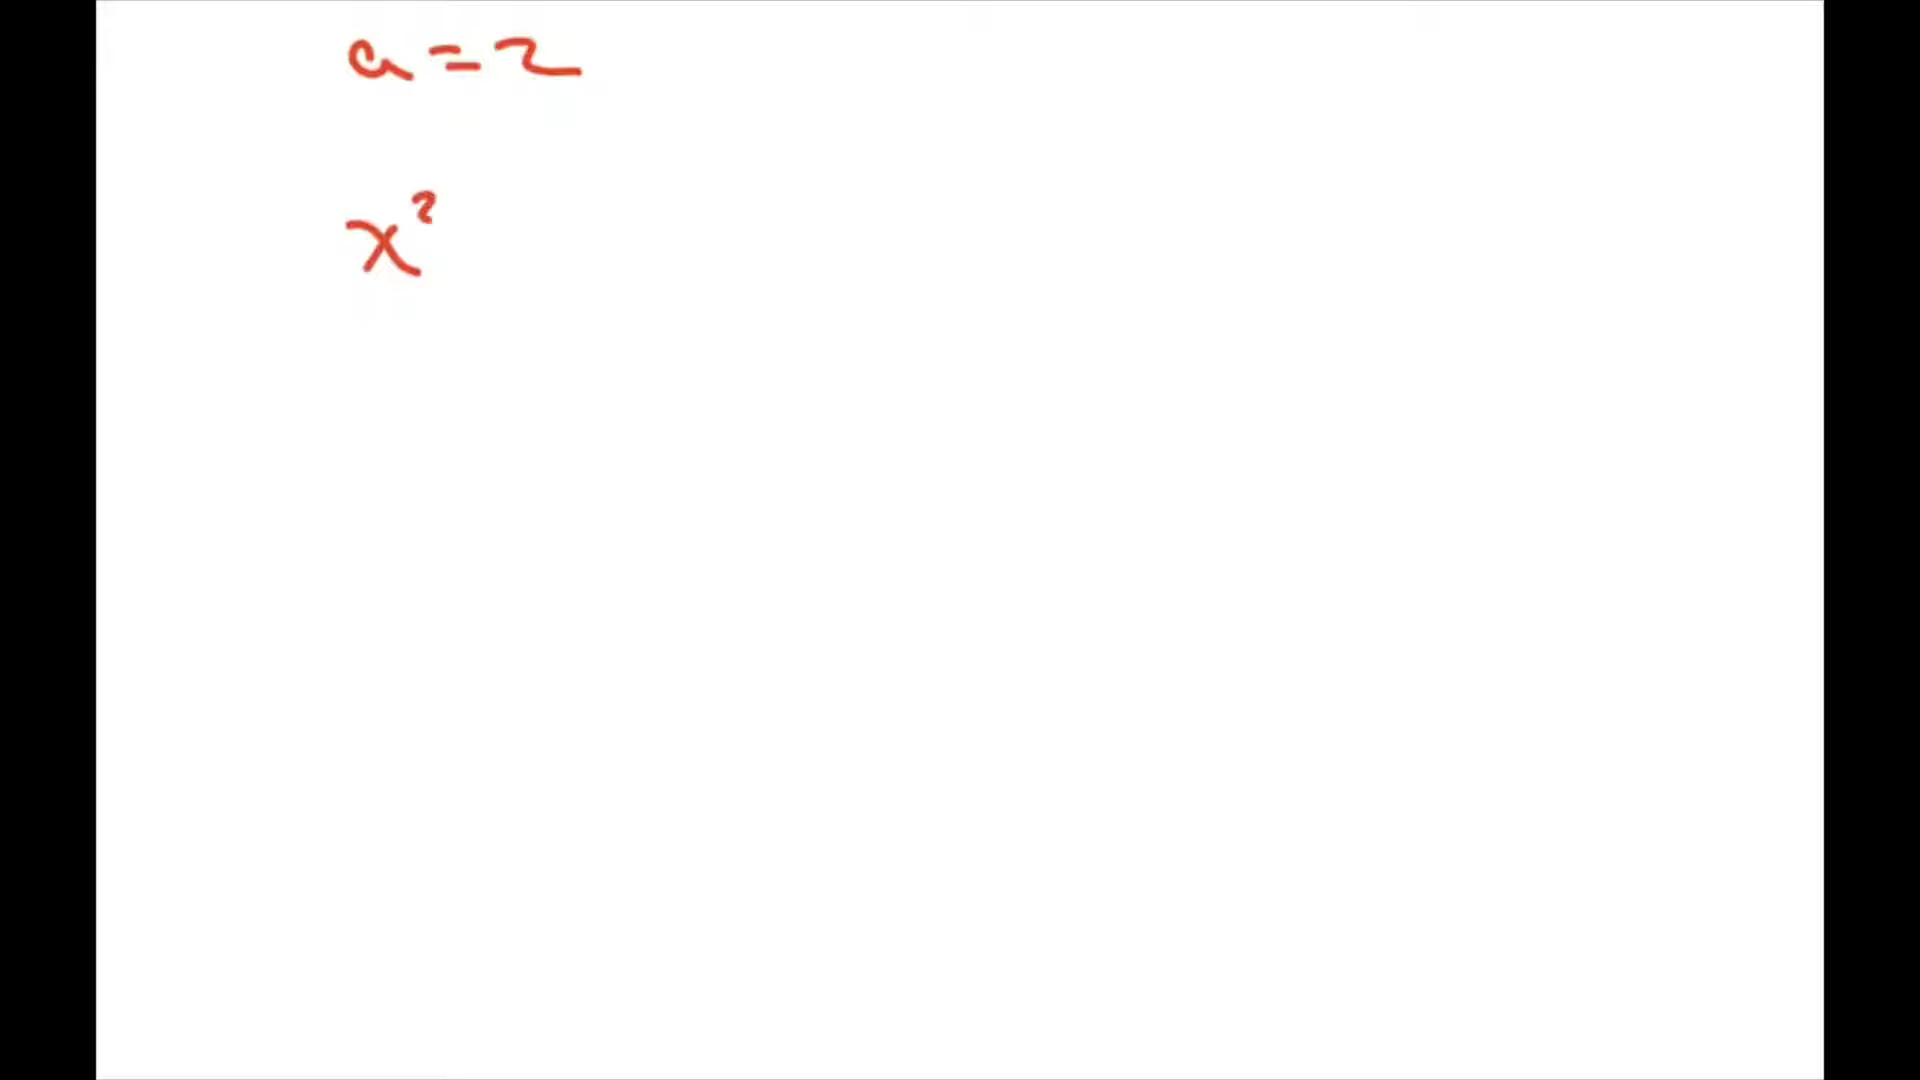 a = 2
x²